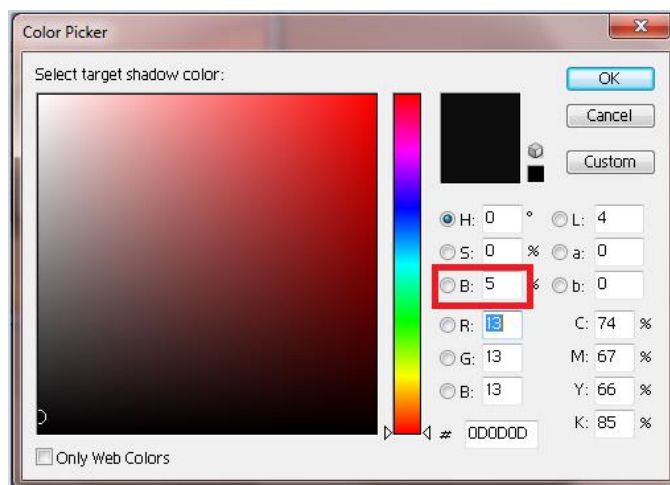 Color Picker
x
Select target shadow color:
OK
Cancel
Custom
H: 0 °
L: 4
S: 0 %
a: 0
B: 5 %
b: 0
R: 13
C: 74 %
G: 13
M: 67 %
B: 13
Y: 66 %
# 0D0D0D
K: 85 %
Only Web Colors